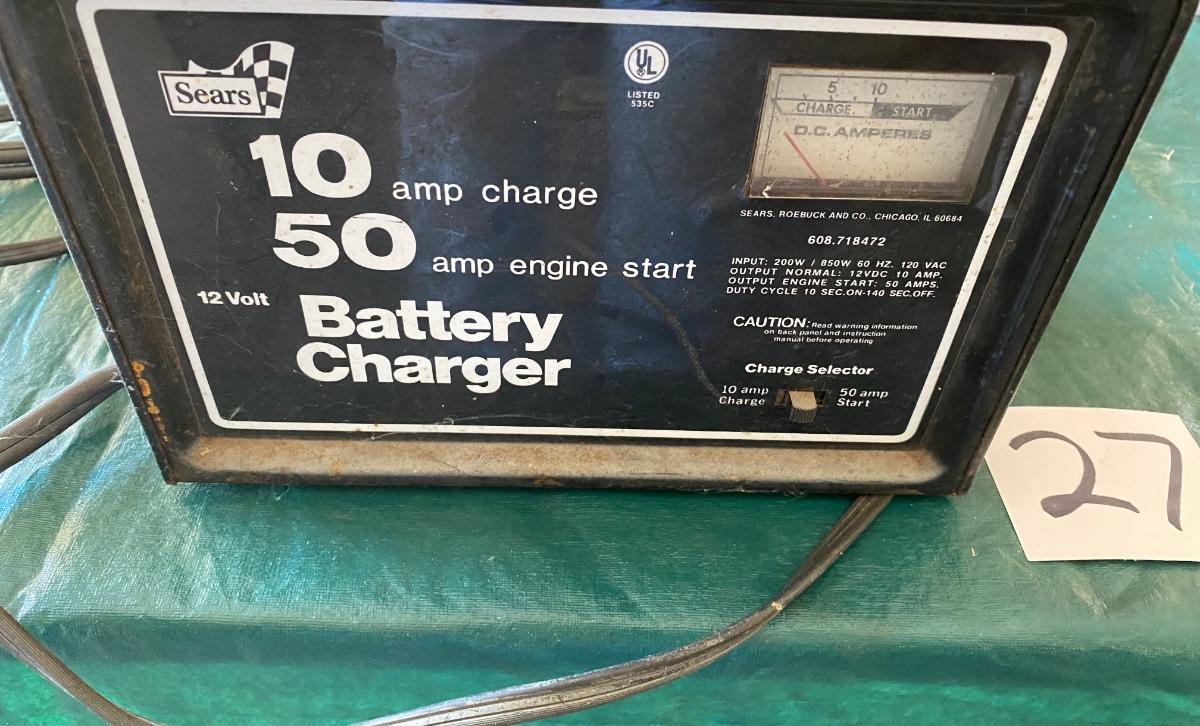 Sears
UL
LISTED
535C
10 amp charge
50 amp engine start
12 Volt
Battery
Charger
5 10
CHARGE START
D.C. AMPERES
SEARS, ROEBUCK AND CO., CHICAGO, IL 60684
608.718472
INPUT: 200W / 850W 60 HZ. 120 VAC
OUTPUT NORMAL: 12VDC 10 AMP.
OUTPUT ENGINE START: 50 AMPS.
DUTY CYCLE 10 SEC.ON-140 SEC.OFF.
CAUTION: Read warning information
on back panel and instruction
manual before operating
Charge Selector
10 amp
Charge
50 amp
Start
27